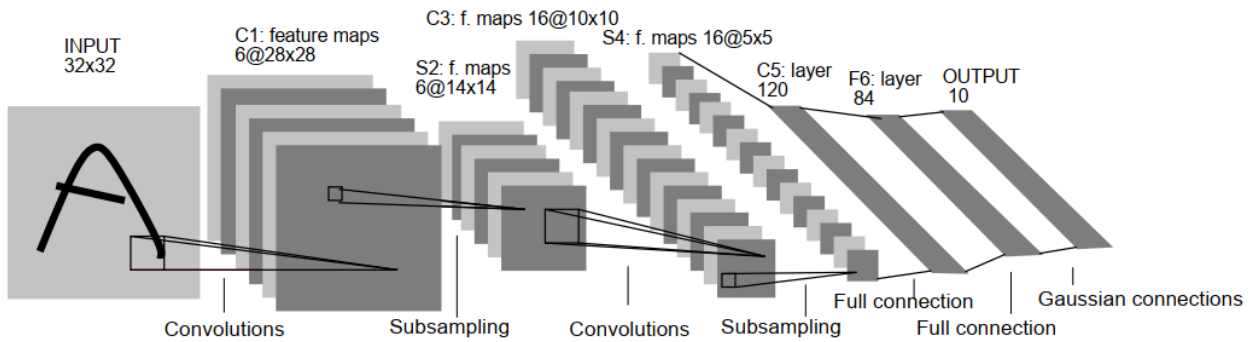 INPUT
32x32
C1: feature maps
6@28x28
S2: f. maps
6@14x14
C3: f. maps 16@10x10
S4: f. maps 16@5x5
C5: layer
120
F6: layer
84
OUTPUT
10
Convolutions
Subsampling
Convolutions
Subsampling
Full connection
Full connection
Gaussian connections
A